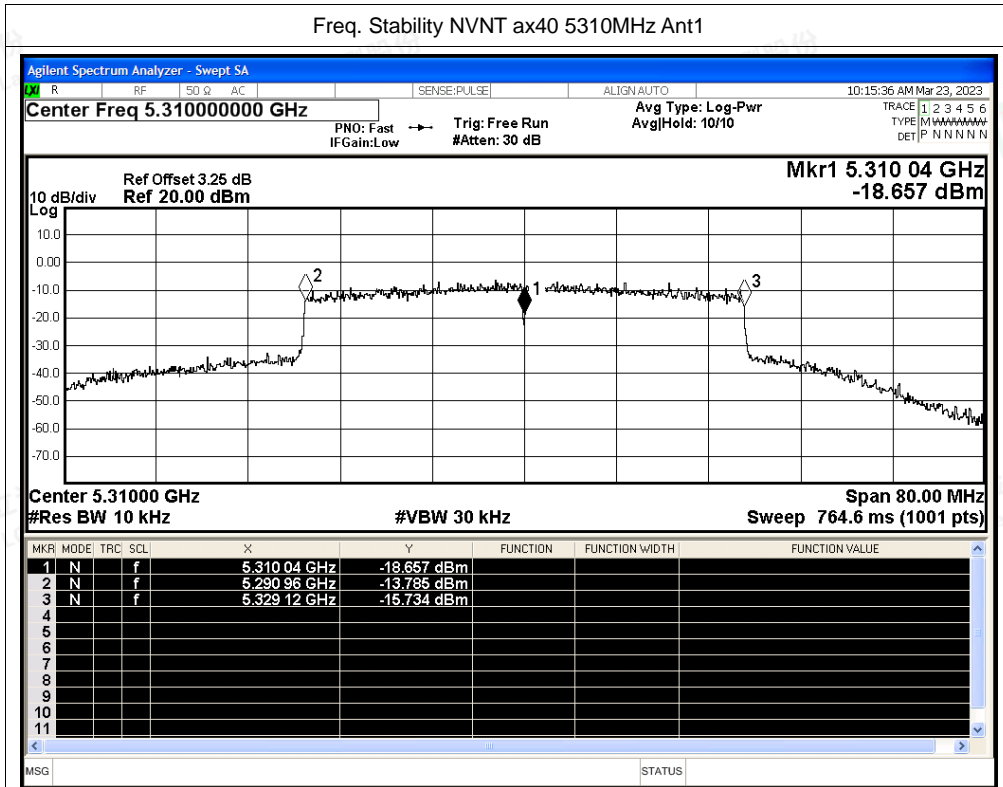 Freq. Stability NVNT ax40 5310MHz Ant1
Agilent Spectrum Analyzer - Swept SA
LXI R RF 50 Ω AC SENSE:PULSE ALIGN AUTO 10:15:36 AM Mar 23, 2023
Center Freq 5.310000000 GHz
PNO: Fast
IFGain:Low
Trig: Free Run
#Atten: 30 dB
Avg Type: Log-Pwr
Avg|Hold: 10/10
TRACE 1 2 3 4 5 6
TYPE M WWWWW
DET P N N N N N
Mkr1 5.310 04 GHz
-18.657 dBm
Ref Offset 3.25 dB
10 dB/div Ref 20.00 dBm
Log
10.0
0.00
-10.0
-20.0
-30.0
-40.0
-50.0
-60.0
-70.0
2
1
3
Center 5.31000 GHz Span 80.00 MHz
#Res BW 10 kHz #VBW 30 kHz Sweep 764.6 ms (1001 pts)
MKR MODE TRC SCL X Y FUNCTION FUNCTION WIDTH FUNCTION VALUE
1 N f 5.310 04 GHz -18.657 dBm
2 N f 5.290 96 GHz -13.785 dBm
3 N f 5.329 12 GHz -15.734 dBm
4
5
6
7
8
9
10
11
MSG STATUS